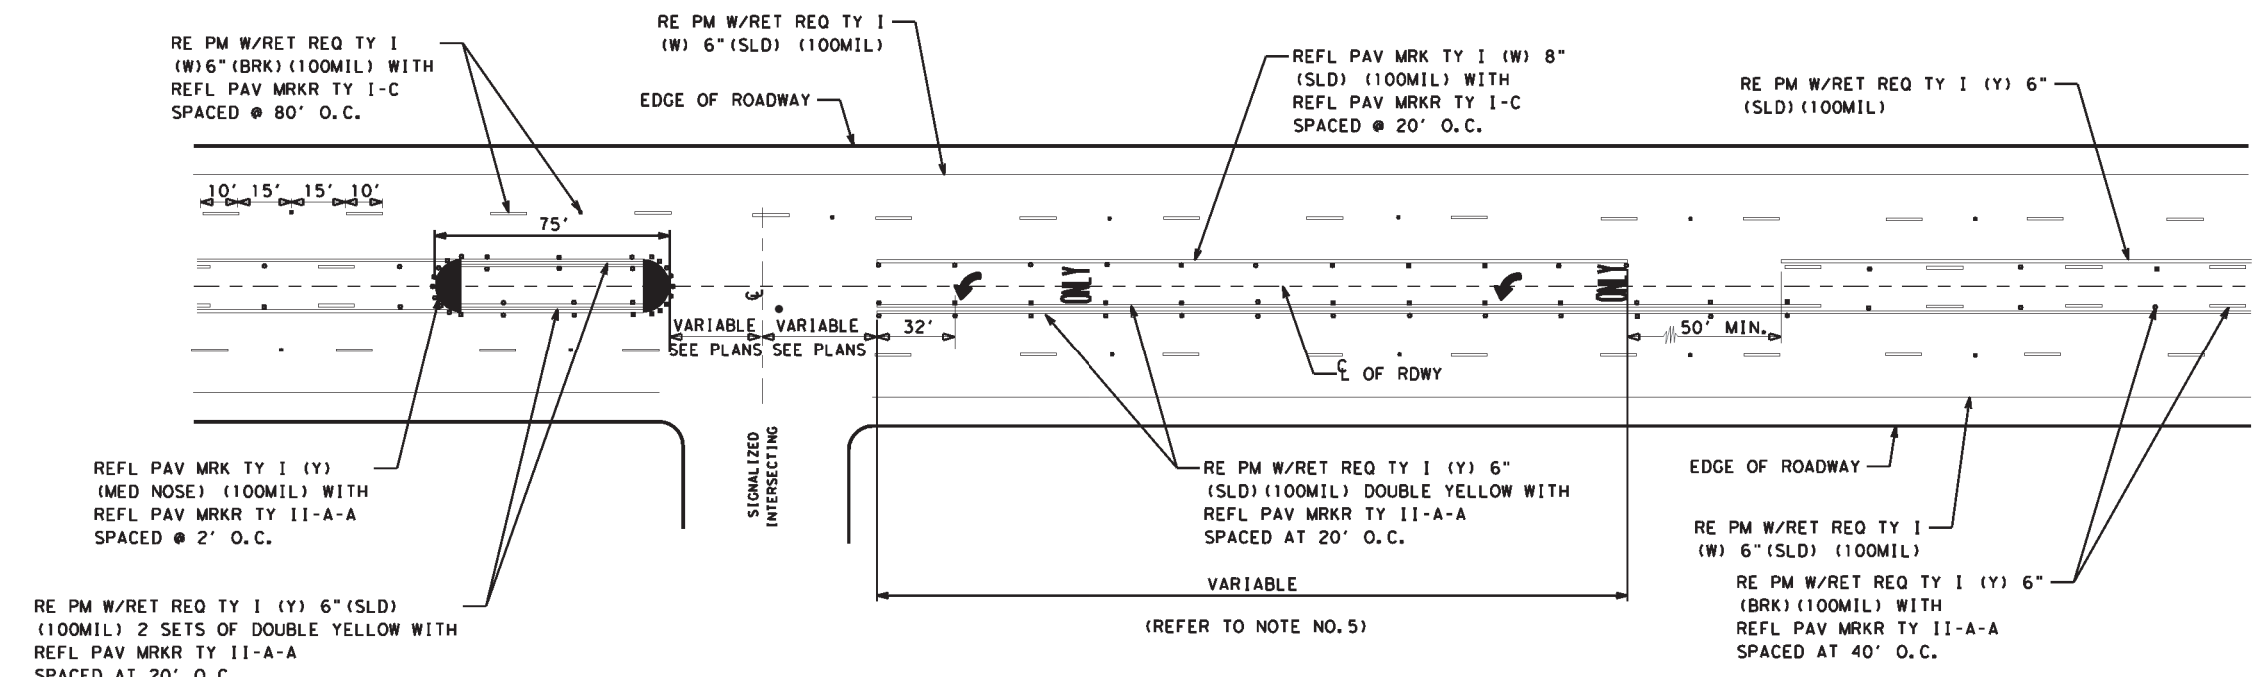 RE PM W/RET REQ TY I
(W) 6"(SLD) (100MIL)
RE PM W/RET REQ TY I
(W)6"(BRK)(100MIL) WITH
REFL PAV MRKR TY I-C
SPACED @ 80' O.C.
EDGE OF ROADWAY
REFL PAV MRK TY I (W) 8"
(SLD) (100MIL) WITH
REFL PAV MRKR TY I-C
SPACED @ 20' O.C.
RE PM W/RET REQ TY I (Y) 6"
(SLD)(100MIL)
10' 15' 15' 10'
75'
ONLY
ONLY
℄
VARIABLE
SEE PLANS
VARIABLE
SEE PLANS
32'
50' MIN.
℄ OF RDWY
SIGNALIZED
INTERSECTING
REFL PAV MRK TY I (Y)
(MED NOSE) (100MIL) WITH
REFL PAV MRKR TY II-A-A
SPACED @ 2' O.C.
RE PM W/RET REQ TY I (Y) 6"
(SLD)(100MIL) DOUBLE YELLOW WITH
REFL PAV MRKR TY II-A-A
SPACED AT 20' O.C.
EDGE OF ROADWAY
RE PM W/RET REQ TY I
(W) 6"(SLD) (100MIL)
RE PM W/RET REQ TY I (Y) 6"
(BRK)(100MIL) WITH
REFL PAV MRKR TY II-A-A
SPACED AT 40' O.C.
VARIABLE
(REFER TO NOTE NO.5)
RE PM W/RET REQ TY I (Y) 6"(SLD)
(100MIL) 2 SETS OF DOUBLE YELLOW WITH
REFL PAV MRKR TY II-A-A
SPACED AT 20' O.C.